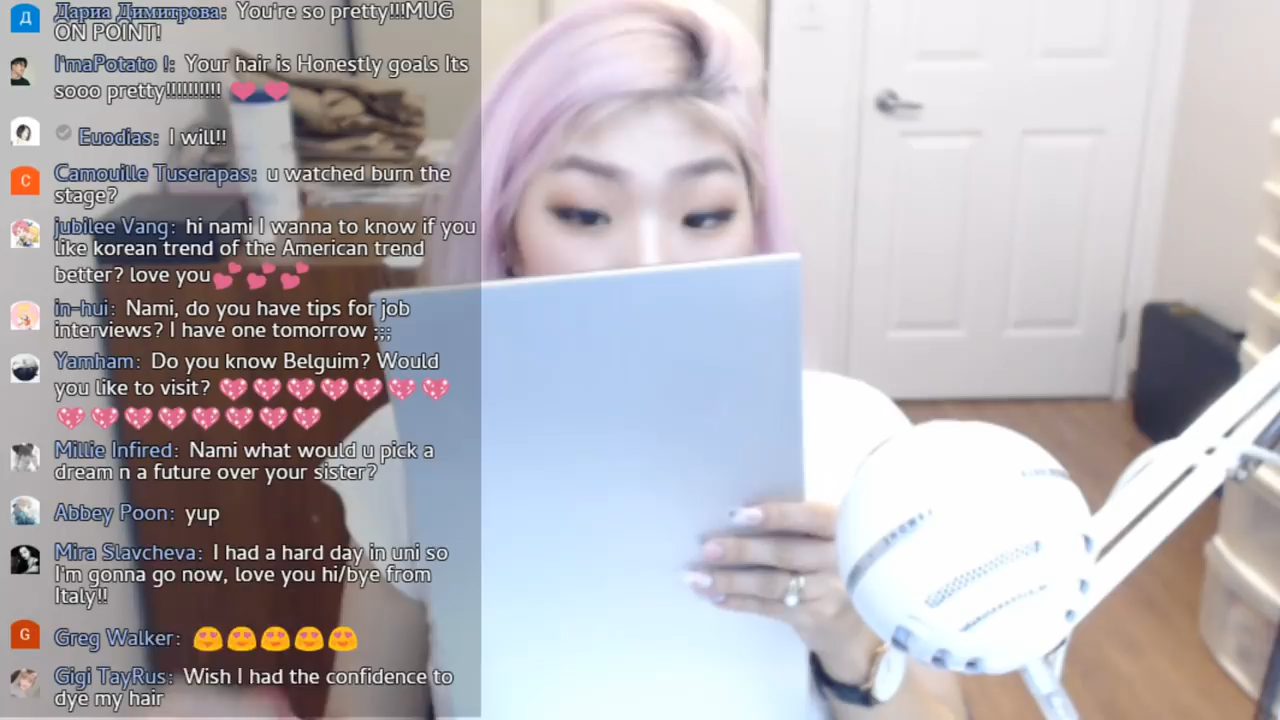 Д
Дариа Димитрова: You're so pretty!!!MUG
ON POINT!
I'maPotato !: Your hair is Honestly goals Its
sooo pretty!!!!!!!!!! ❤️ ❤️
Euodias: I will!!
C
Camouille Tuserapas: u watched burn the
stage?
jubilee Vang: hi nami I wanna to know if you
like korean trend of the American trend
better? love you💕 💕 💕
in-hui: Nami, do you have tips for job
interviews? I have one tomorrow ;;;
Yamham: Do you know Belguim? Would
you like to visit? 💖 💖 💖 💖 💖 💖 💖
💖 💖 💖 💖 💖 💖 💖 💖
Millie Infired: Nami what would u pick a
dream n a future over your sister?
Abbey Poon: yup
Mira Slavcheva: I had a hard day in uni so
I'm gonna go now, love you hi/bye from
Italy!!
G
Greg Walker: 😍 😍 😍 😍 😍
Gigi TayRus: Wish I had the confidence to
dye my hair